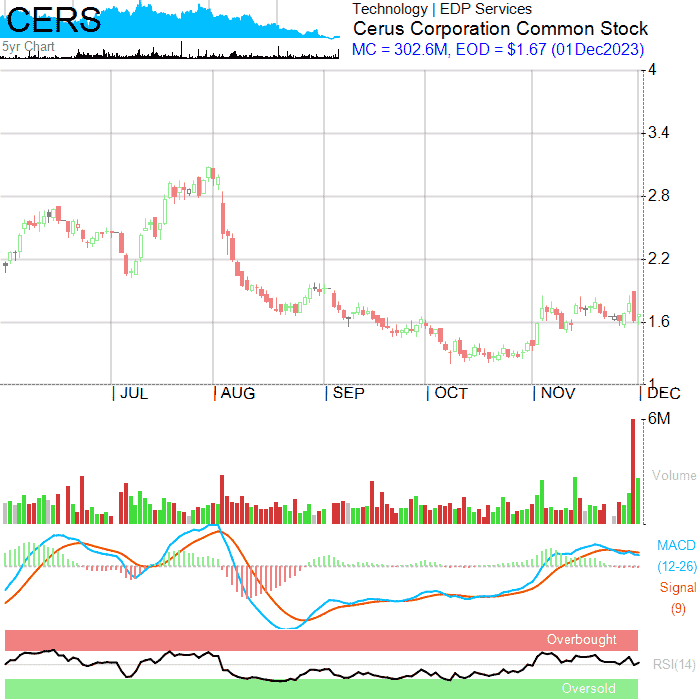 CERS
5yr Chart
Technology | EDP Services
Cerus Corporation Common Stock
MC = 302.6M, EOD = $1.67 (01Dec2023)
4
3.4
2.8
2.2
1.6
1
JUL AUG SEP OCT NOV DEC
6M
Volume
MACD
(12-26)
Signal
(9)
Overbought
RSI(14)
Oversold